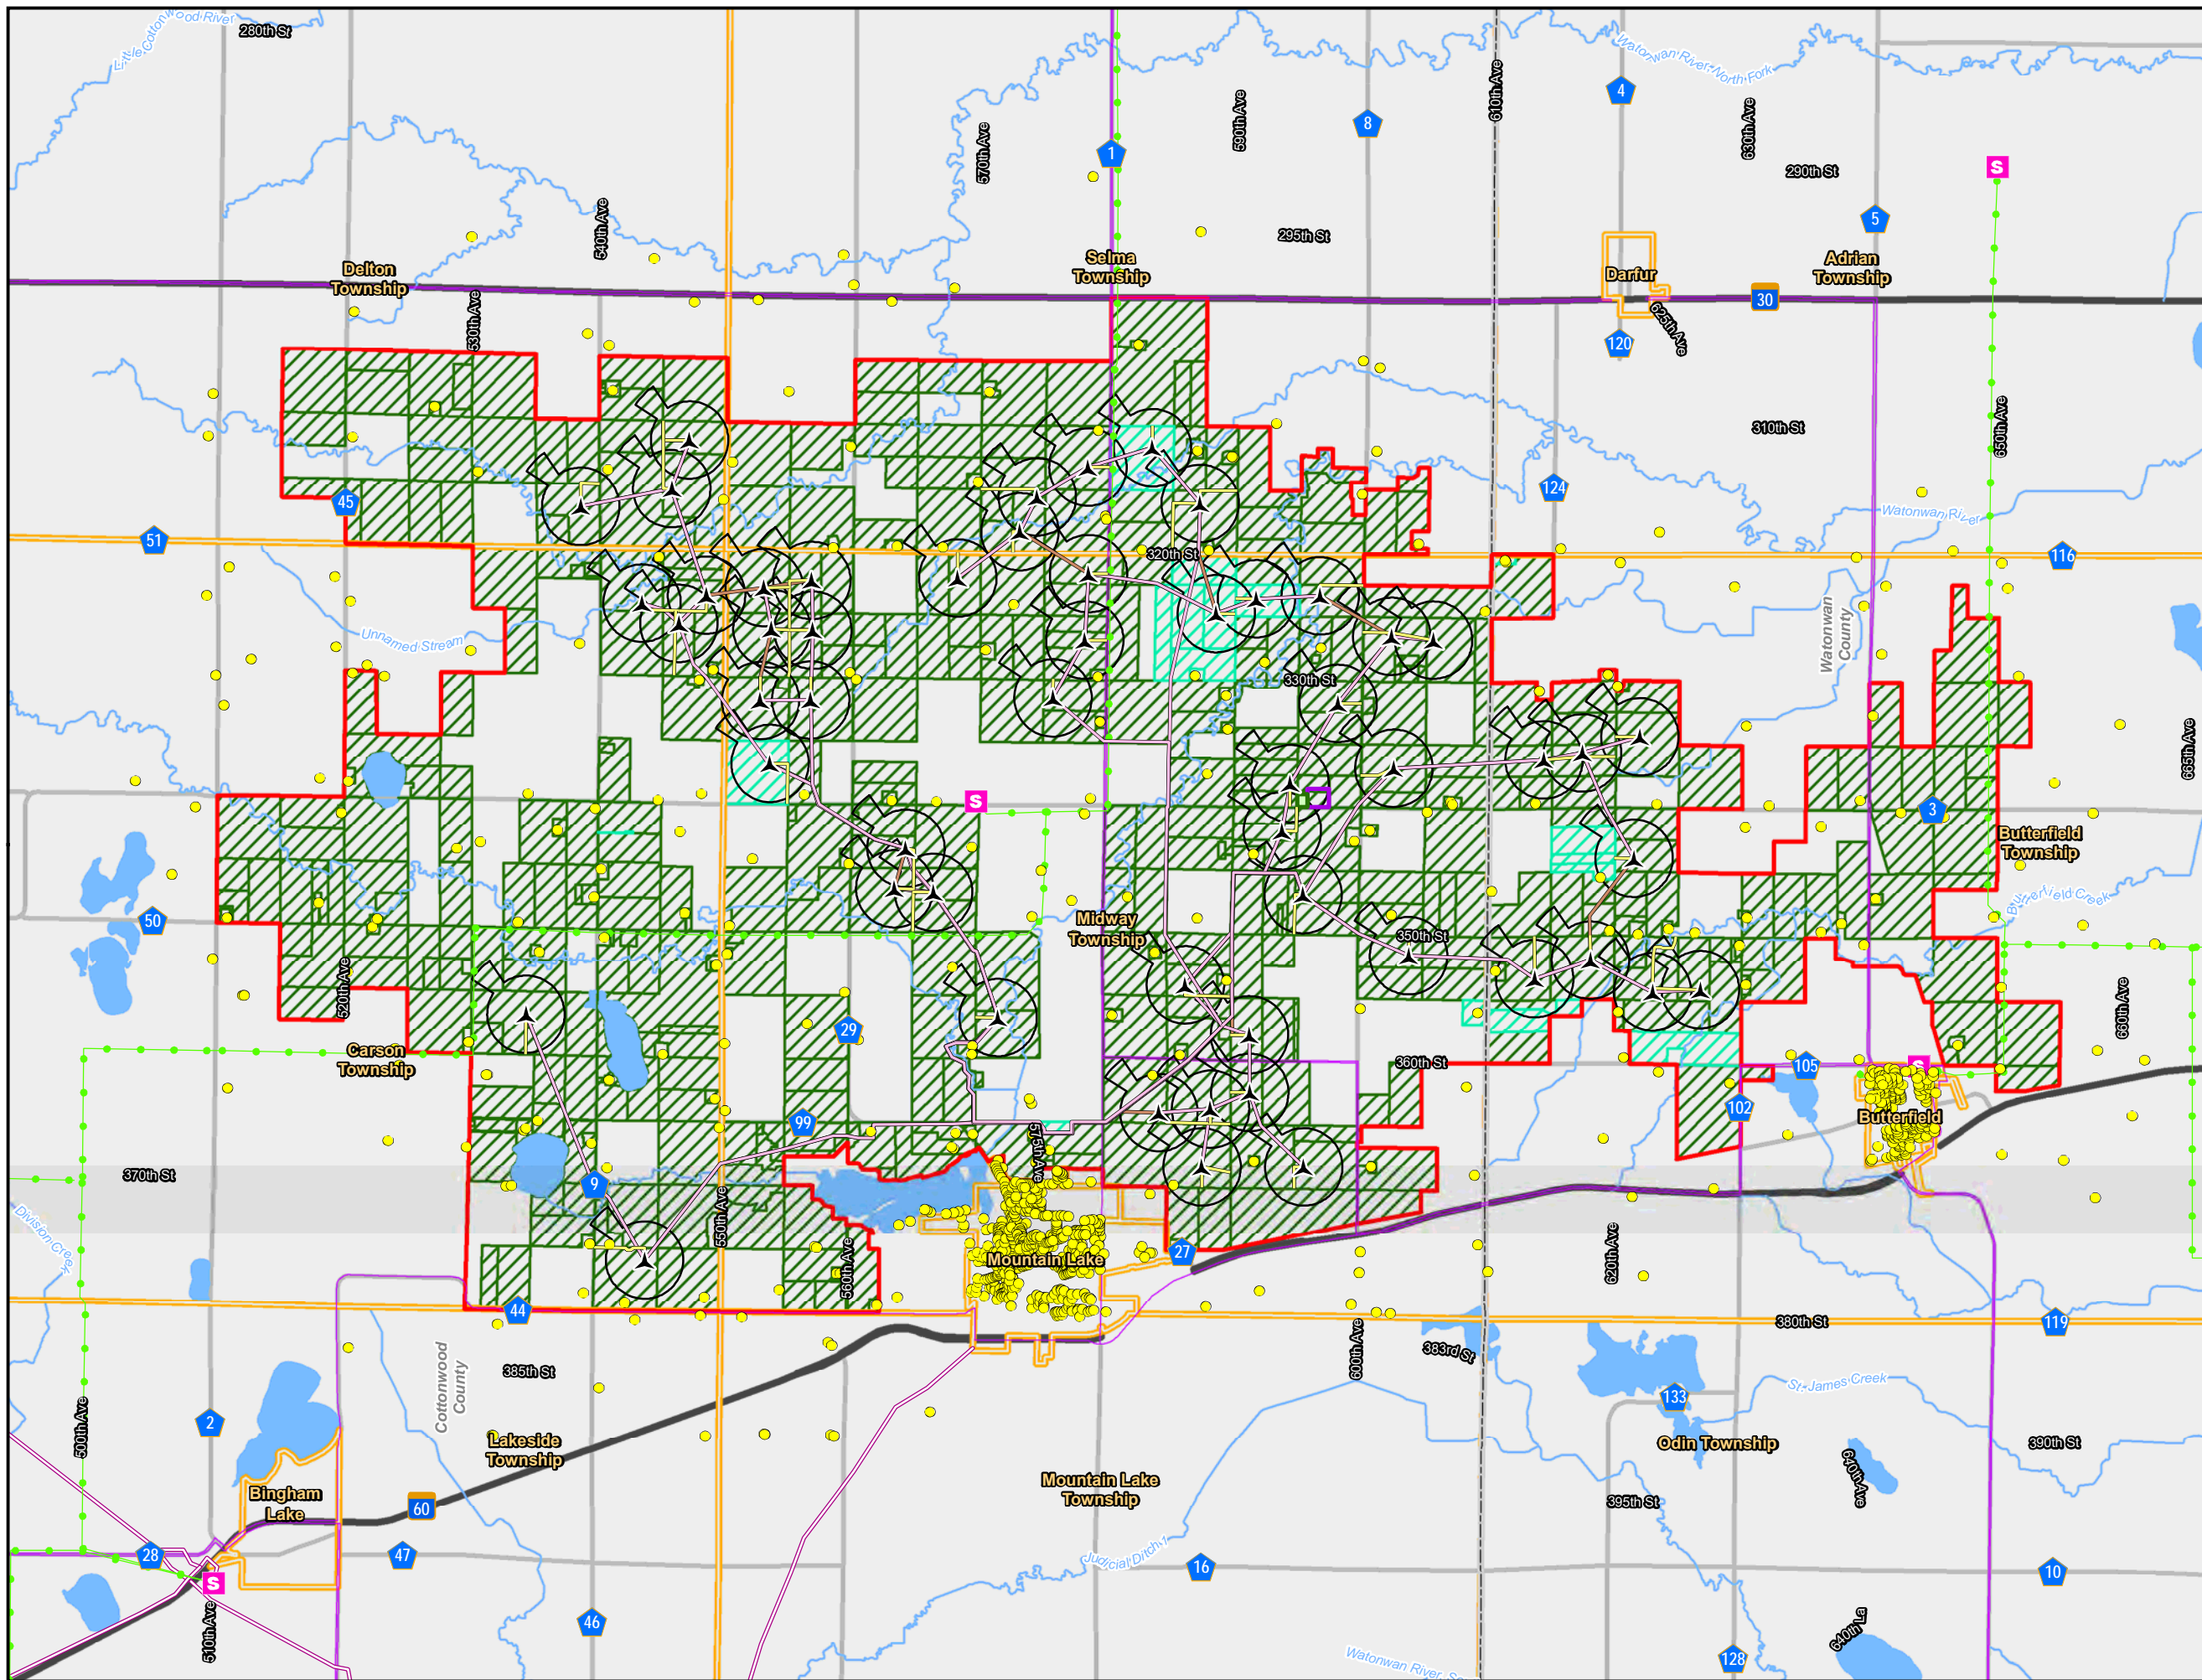 Little Cottonwood River
280th St
Watonwan River North Fork
610th Ave
4
630th Ave
590th Ave
8
570th Ave
1
S
290th St
540th Ave
5
295th St
Delton
Township
Selma
Township
Darfur
Adrian
Township
530th Ave
30
625th Ave
120
650th Ave
310th St
45
124
Watonwan River
51
320th St
116
Unnamed Stream
Watonwan
County
330th St
665th Ave
S
3
Butterfield
Township
Butterfield Creek
50
Midway
Township
350th St
520th Ave
660th Ave
29
Carson
Township
360th St
105
S
102
Butterfield
99
575th Ave
370th St
9
Division Creek
550th Ave
560th Ave
27
Mountain Lake
620th Ave
44
380th St
119
600th Ave
383rd St
385th St
Cottonwood
County
St. James Creek
133
2
500th Ave
Lakeside
Township
Odin Township
390th St
640th Ave
Mountain Lake
Township
Bingham
Lake
60
395th St
28
47
Judicial Ditch 1
16
10
S
510th Ave
46
640th La
Watonwan River,
128